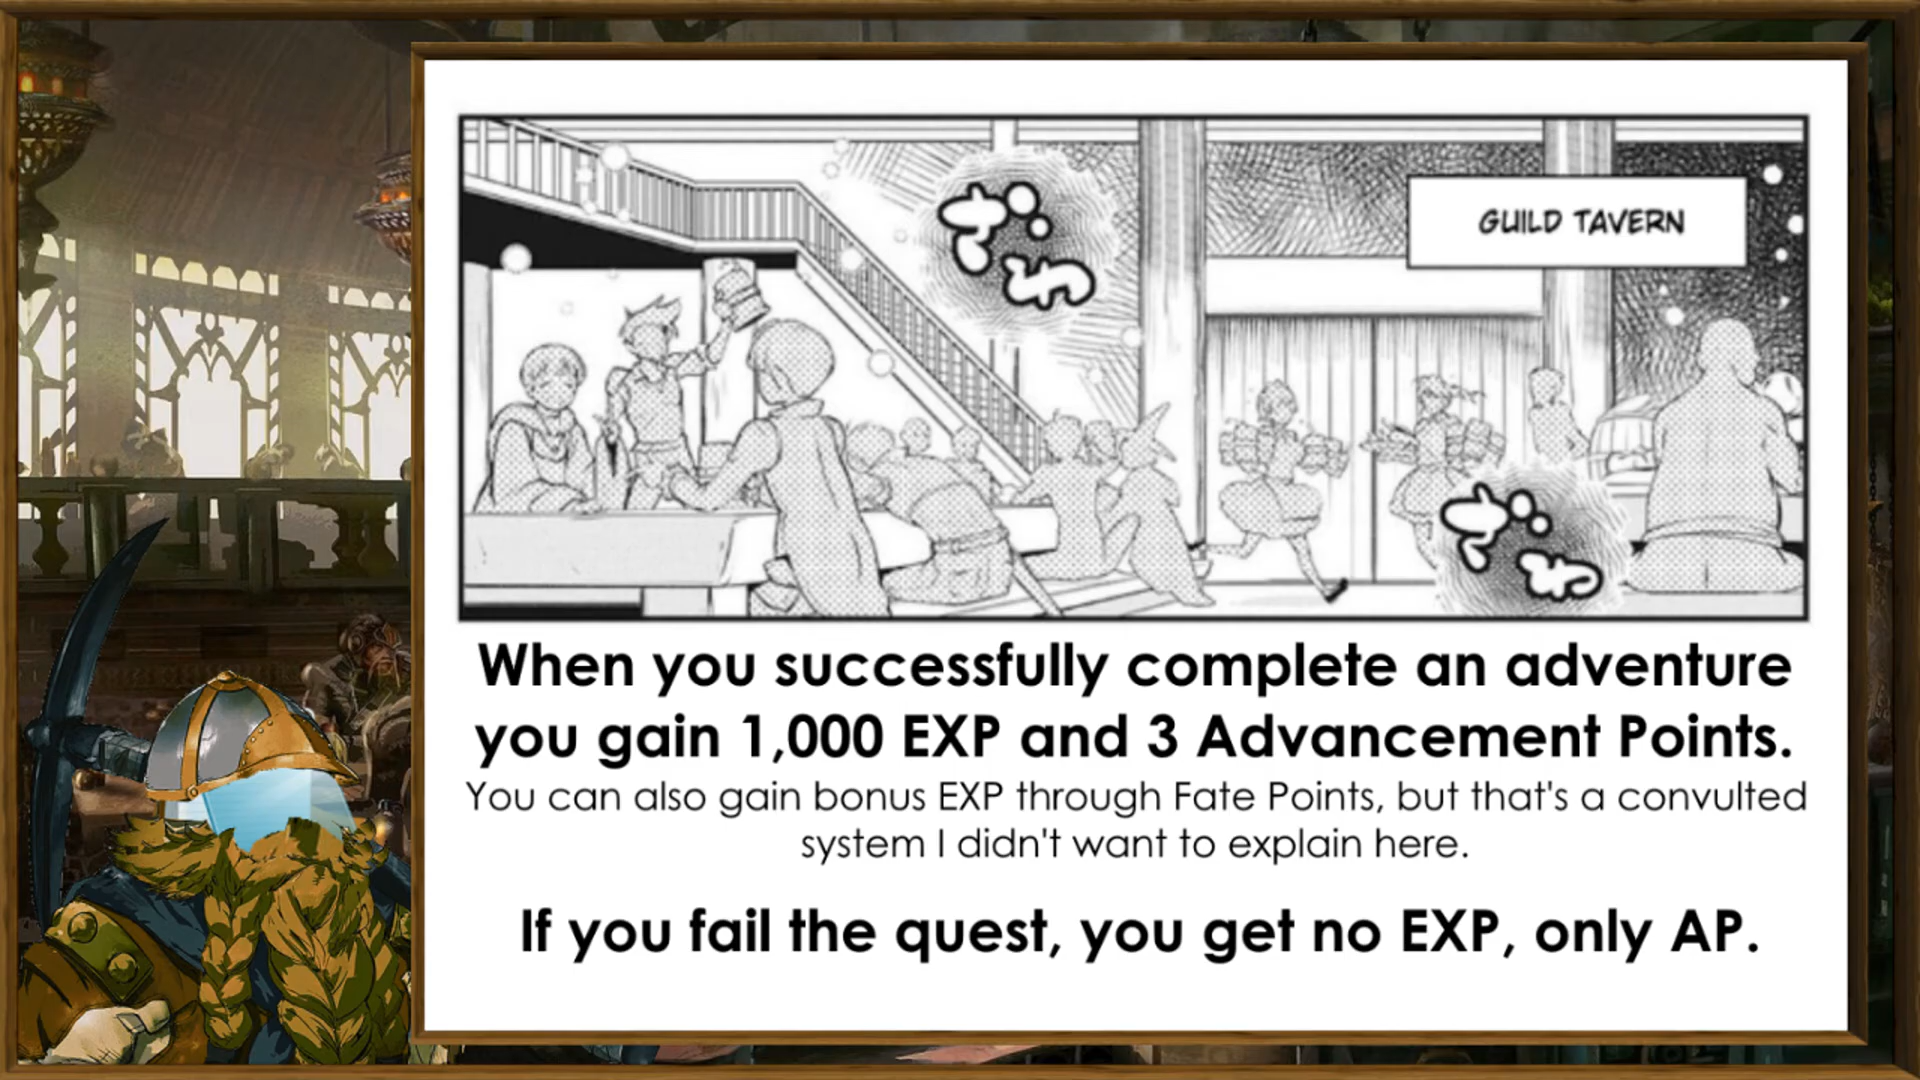 GUILD TAVERN
ざわ
ざわ
When you successfully complete an adventure
you gain 1,000 EXP and 3 Advancement Points.
You can also gain bonus EXP through Fate Points, but that's a convulted
system I didn't want to explain here.
If you fail the quest, you get no EXP, only AP.